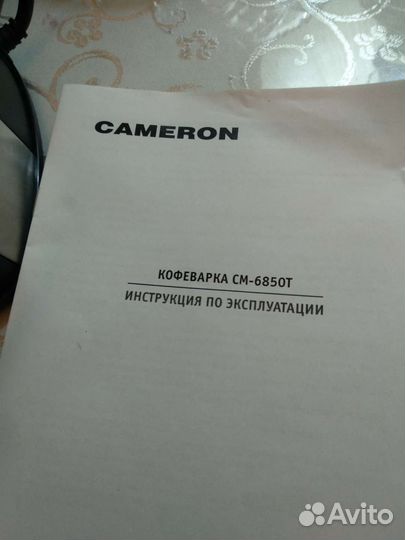 CAMERON
КОФЕВАРКА СМ-6850Т
ИНСТРУКЦИЯ ПО ЭКСПЛУАТАЦИИ
Avito